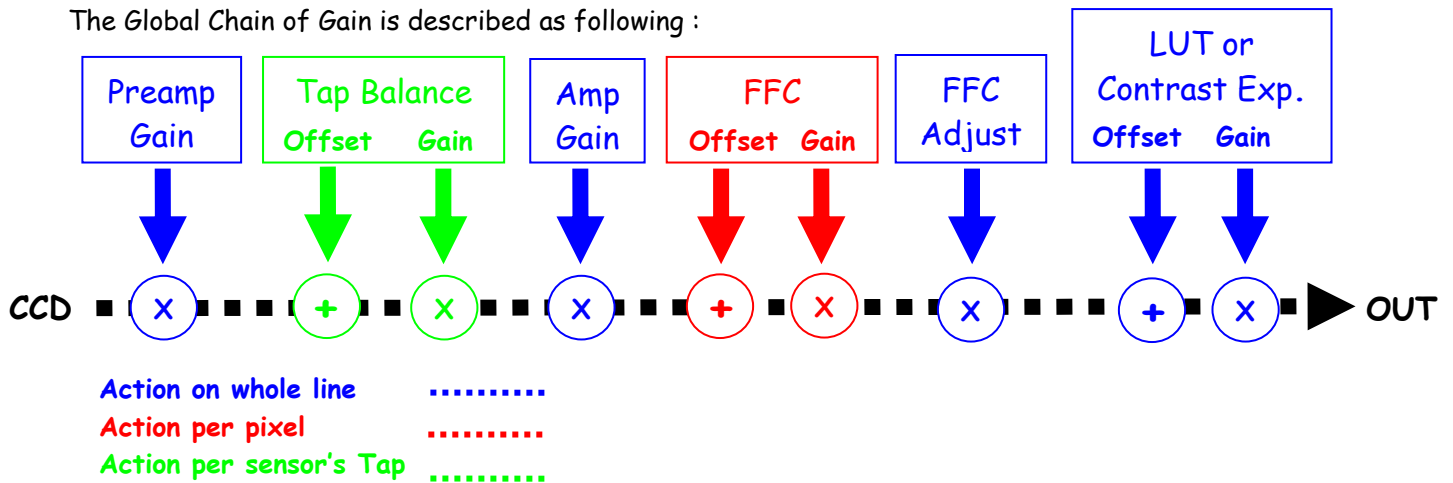 The Global Chain of Gain is described as following :
Preamp
Gain
Tap Balance
Offset Gain
Amp
Gain
FFC
Offset Gain
FFC
Adjust
LUT or
Contrast Exp.
Offset Gain
CCD X + X X + X X + X OUT
Action on whole line ..........
Action per pixel ..........
Action per sensor's Tap ..........